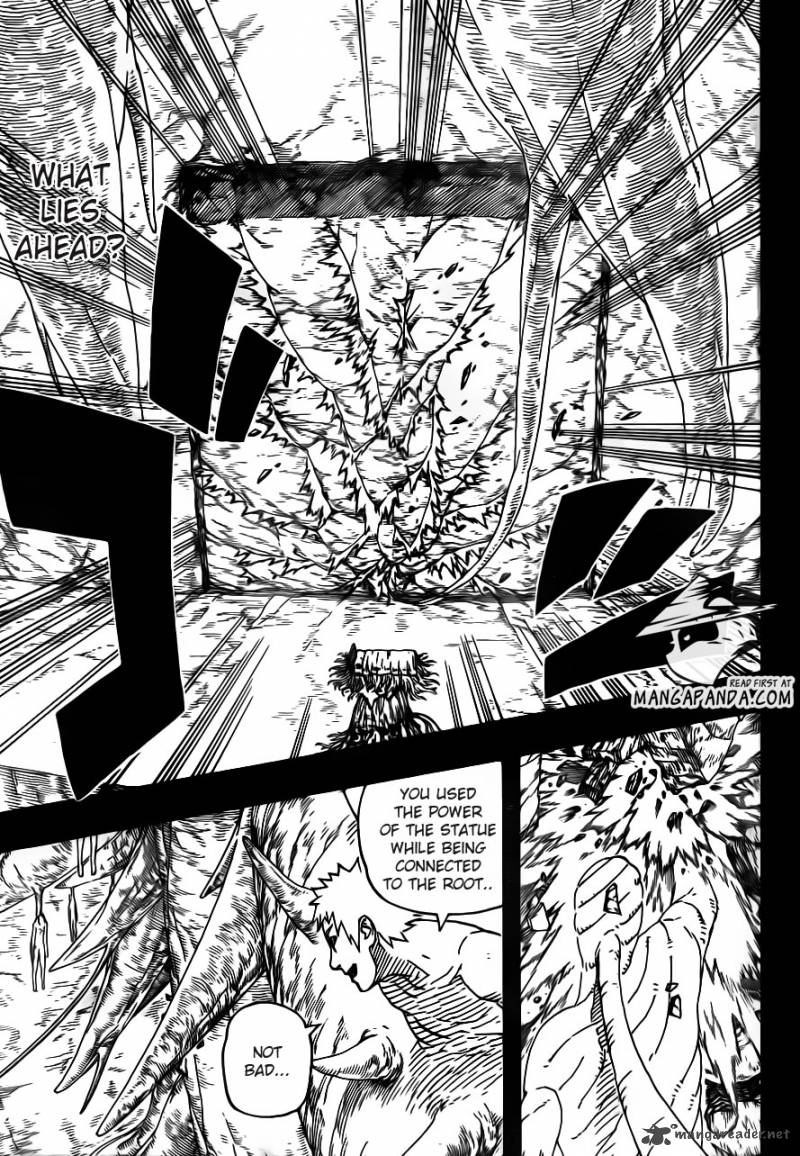 WHAT
LIES
AHEAD?
READ FIRST AT
MANGAPANDA.COM
YOU USED
THE POWER
OF THE STATUE
WHILE BEING
CONNECTED
TO THE ROOT..
NOT
BAD...
mangareader.net